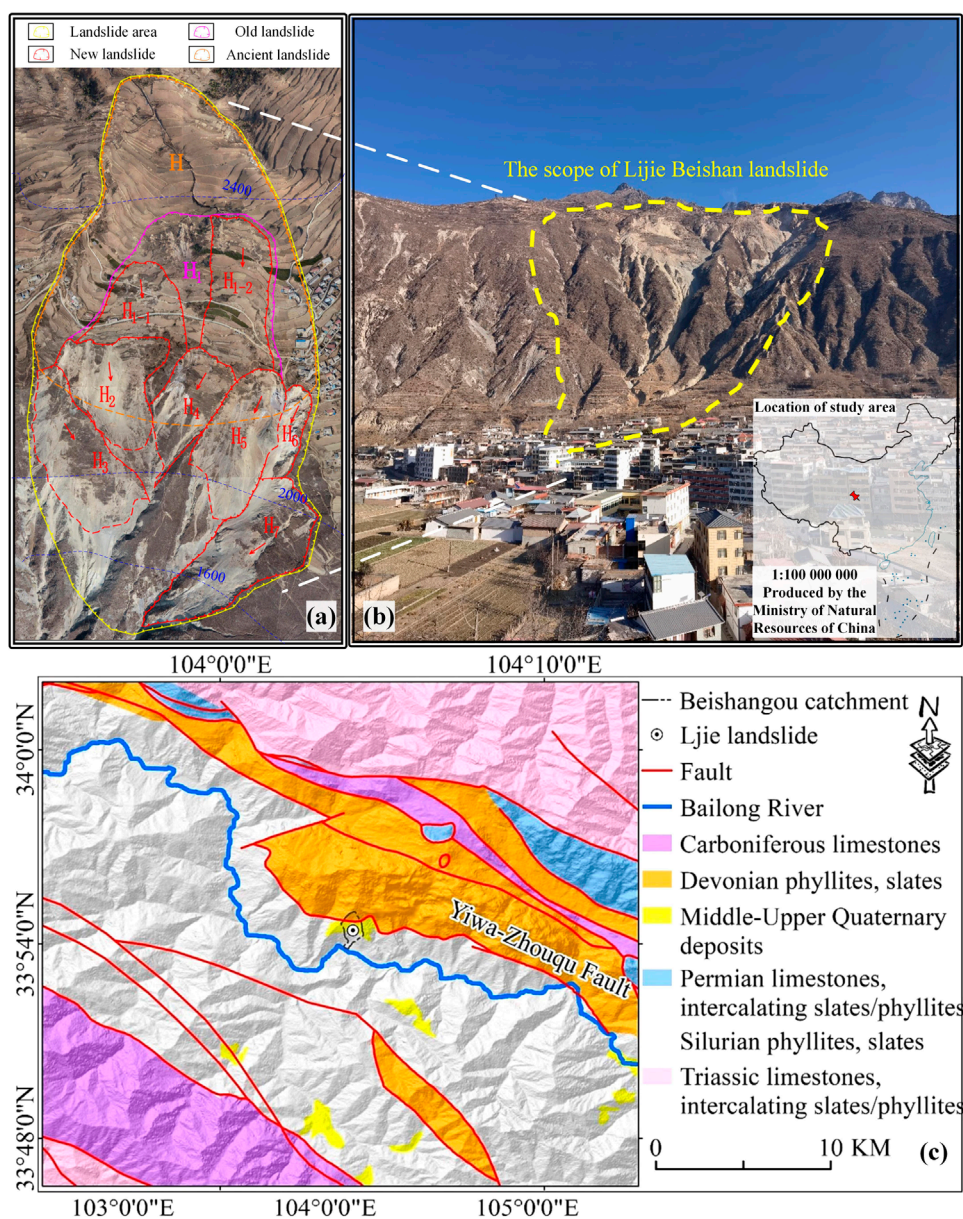 Landslide area
Old landslide
New landslide
Ancient landslide
H
2400
H1
H1-2
H1-1
H2
H4
H5
H6
H3
2000
1600
(a)
The scope of Lijie Beishan landslide
Location of study area
1:100 000 000
Produced by the
Ministry of Natural
Resources of China
(b)
104°0'0"E
104°10'0"E
34°0'0"N
33°54'0"N
33°48'0"N
Yiwa-Zhouqu Fault
Beishangou catchment
N
Ljie landslide
Fault
Bailong River
Carboniferous limestones
Devonian phyllites, slates
Middle-Upper Quaternary
deposits
Permian limestones,
intercalating slates/phyllites
Silurian phyllites, slates
Triassic limestones,
intercalating slates/phyllites
0
10 KM
(c)
103°0'0"E
104°0'0"E
105°0'0"E